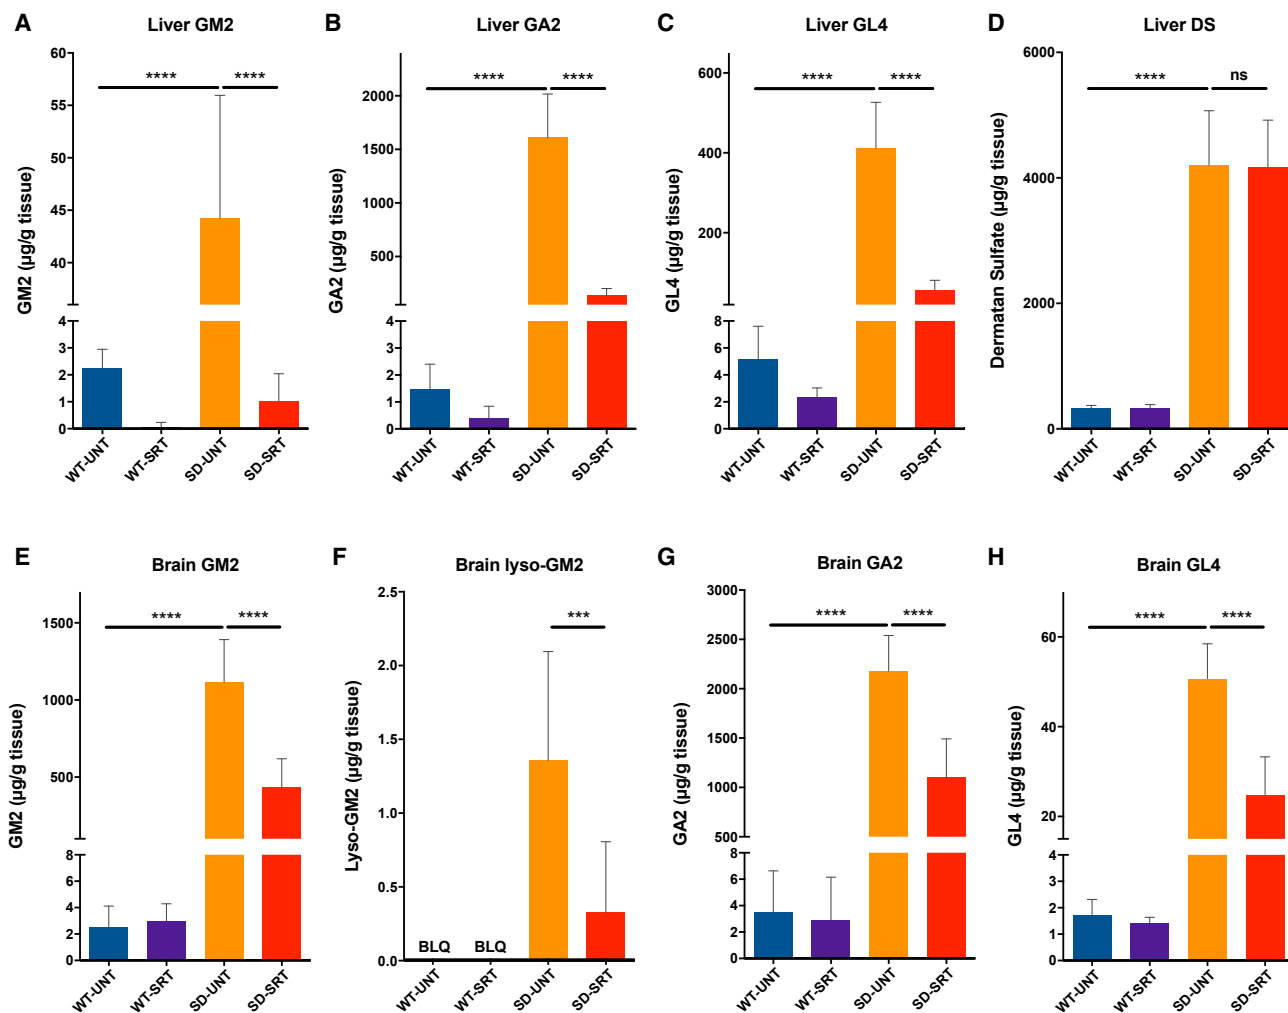 A
Liver GM2
GM2 (µg/g tissue)
60
55
50
45
40
4
3
2
1
0
**** ****
WT-UNT
WT-SRT
SD-UNT
SD-SRT
B
Liver GA2
GA2 (µg/g tissue)
2000
1500
1000
500
4
3
2
1
0
**** ****
WT-UNT
WT-SRT
SD-UNT
SD-SRT
C
Liver GL4
GL4 (µg/g tissue)
600
400
200
8
6
4
2
0
**** ****
WT-UNT
WT-SRT
SD-UNT
SD-SRT
D
Liver DS
Dermatan Sulfate (µg/g tissue)
6000
4000
2000
0
**** ns
WT-UNT
WT-SRT
SD-UNT
SD-SRT
E
Brain GM2
GM2 (µg/g tissue)
1500
1000
500
8
6
4
2
0
**** ****
WT-UNT
WT-SRT
SD-UNT
SD-SRT
F
Brain lyso-GM2
Lyso-GM2 (µg/g tissue)
2.5
2.0
1.5
1.0
0.5
0.0
***
BLQ BLQ
WT-UNT
WT-SRT
SD-UNT
SD-SRT
G
Brain GA2
GA2 (µg/g tissue)
3000
2500
2000
1500
1000
500
8
6
4
2
0
**** ****
WT-UNT
WT-SRT
SD-UNT
SD-SRT
H
Brain GL4
GL4 (µg/g tissue)
60
40
20
4
3
2
1
0
**** ****
WT-UNT
WT-SRT
SD-UNT
SD-SRT